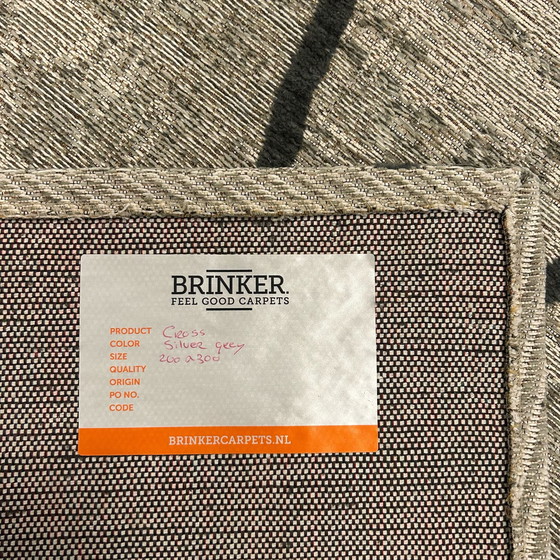 BRINKER.
FEEL GOOD CARPETS
PRODUCT Cross
COLOR Silver grey
SIZE 200x300
QUALITY
ORIGIN
PO NO.
CODE
BRINKERCARPETS.NL